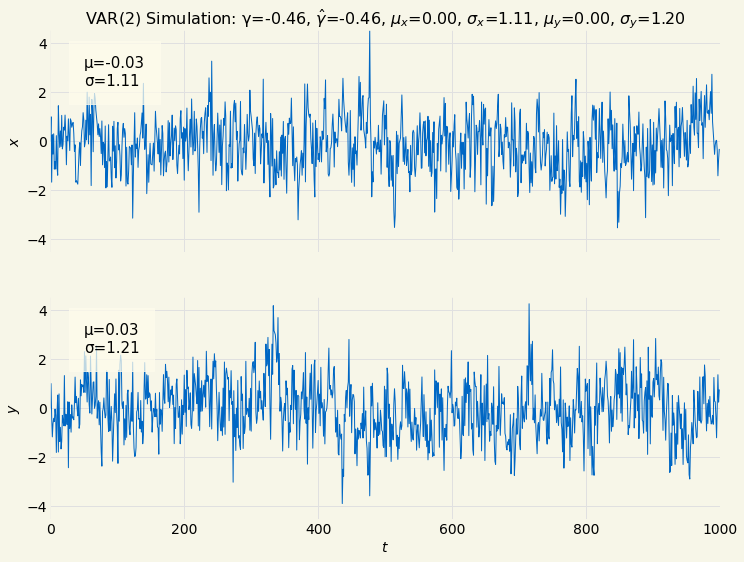 VAR(2) Simulation: γ=-0.46, γ̂=-0.46, μₓ=0.00, σₓ=1.11, μᵧ=0.00, σᵧ=1.20
4
μ=-0.03
σ=1.11
2
x
0
−2
−4
4
μ=0.03
σ=1.21
2
y
0
−2
−4
0 200 400 600 800 1000
t